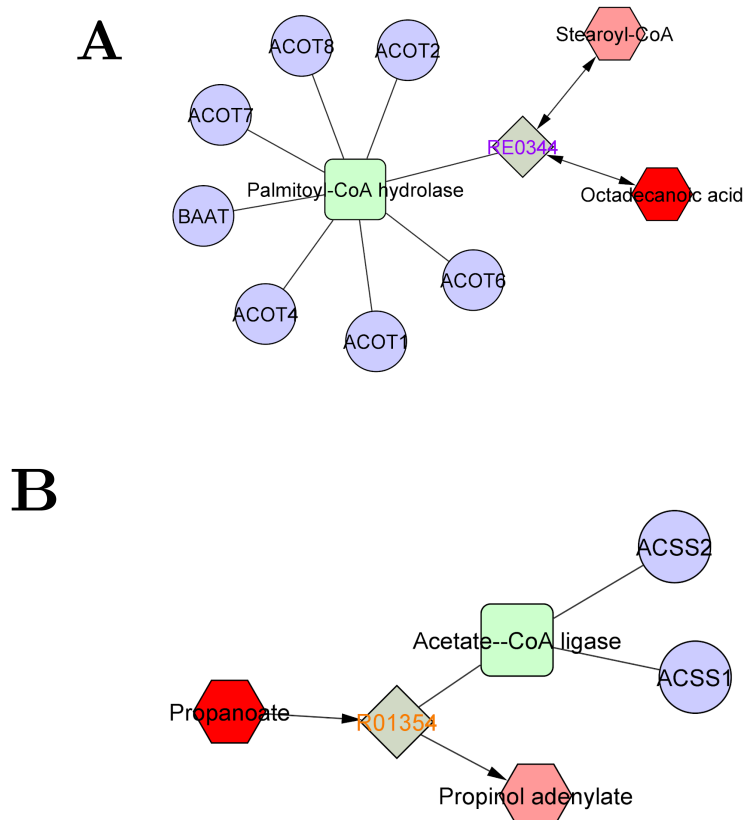 A
Stearoyl-CoA
ACOT8
ACOT2
ACOT7
RE0344
Palmitoyl-CoA hydrolase
Octadecanoic acid
BAAT
ACOT6
ACOT4
ACOT1
B
ACSS2
Acetate--CoA ligase
ACSS1
Propanoate
R01354
Propinol adenylate